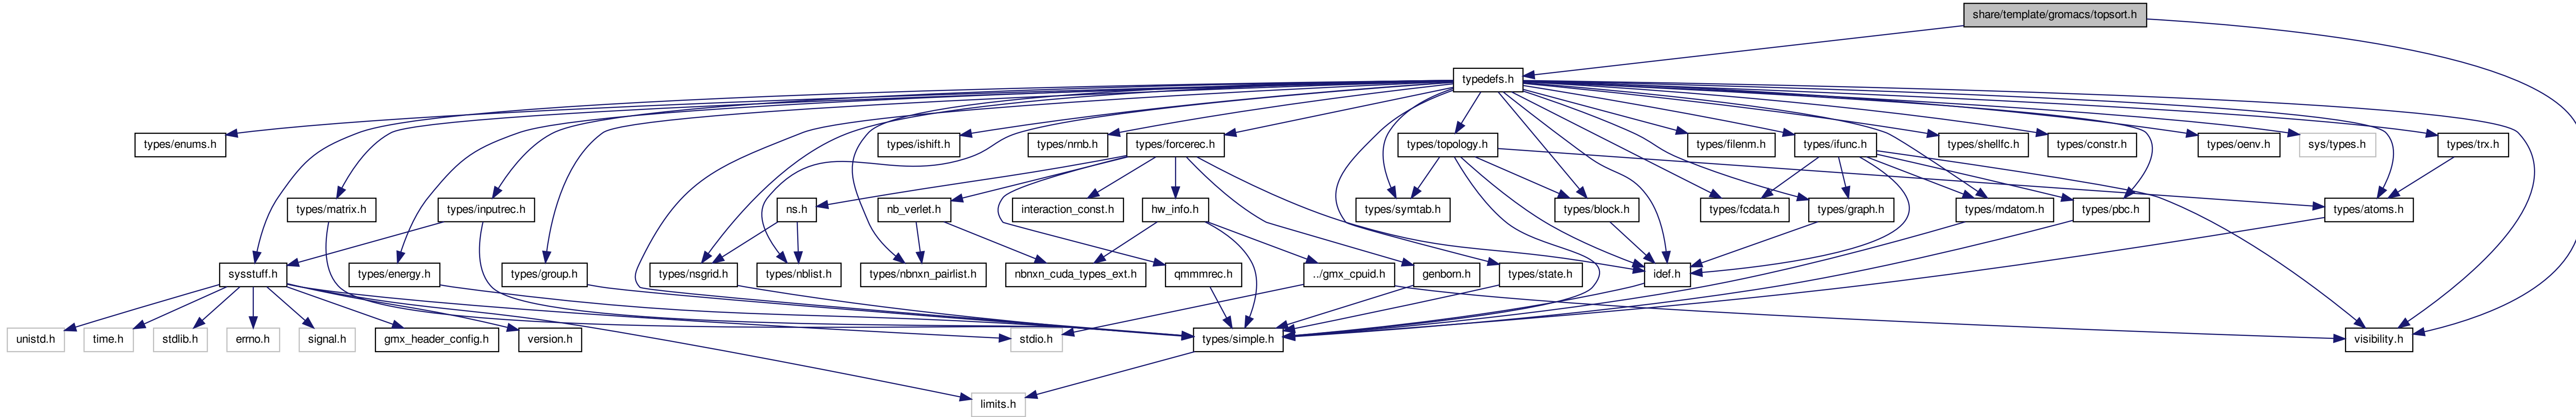 share/template/gromacs/topsort.h
typedefs.h
types/enums.h
types/ishift.h
types/nrnb.h
types/forcerec.h
types/topology.h
types/filenm.h
types/ifunc.h
types/shellfc.h
types/constr.h
types/oenv.h
sys/types.h
types/trx.h
types/matrix.h
types/inputrec.h
ns.h
nb_verlet.h
interaction_const.h
hw_info.h
types/symtab.h
types/block.h
types/fcdata.h
types/graph.h
types/mdatom.h
types/pbc.h
types/atoms.h
sysstuff.h
types/energy.h
types/group.h
types/nsgrid.h
types/nblist.h
types/nbnxn_pairlist.h
nbnxn_cuda_types_ext.h
qmmmrec.h
../gmx_cpuid.h
genborn.h
types/state.h
idef.h
unistd.h
time.h
stdlib.h
errno.h
signal.h
gmx_header_config.h
version.h
stdio.h
types/simple.h
visibility.h
limits.h